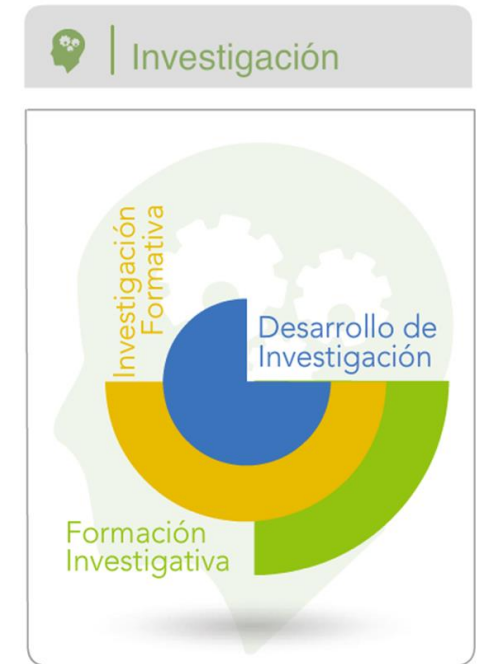 Investigación
Investigación
Formativa
Desarrollo de
Investigación
Formación
Investigativa